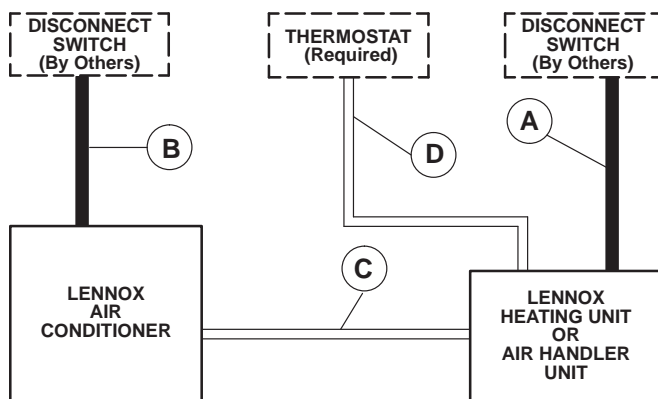 DISCONNECT
SWITCH
(By Others)
THERMOSTAT
(Required)
DISCONNECT
SWITCH
(By Others)
B
D
A
C
LENNOX
AIR
CONDITIONER
LENNOX
HEATING UNIT
OR
AIR HANDLER
UNIT